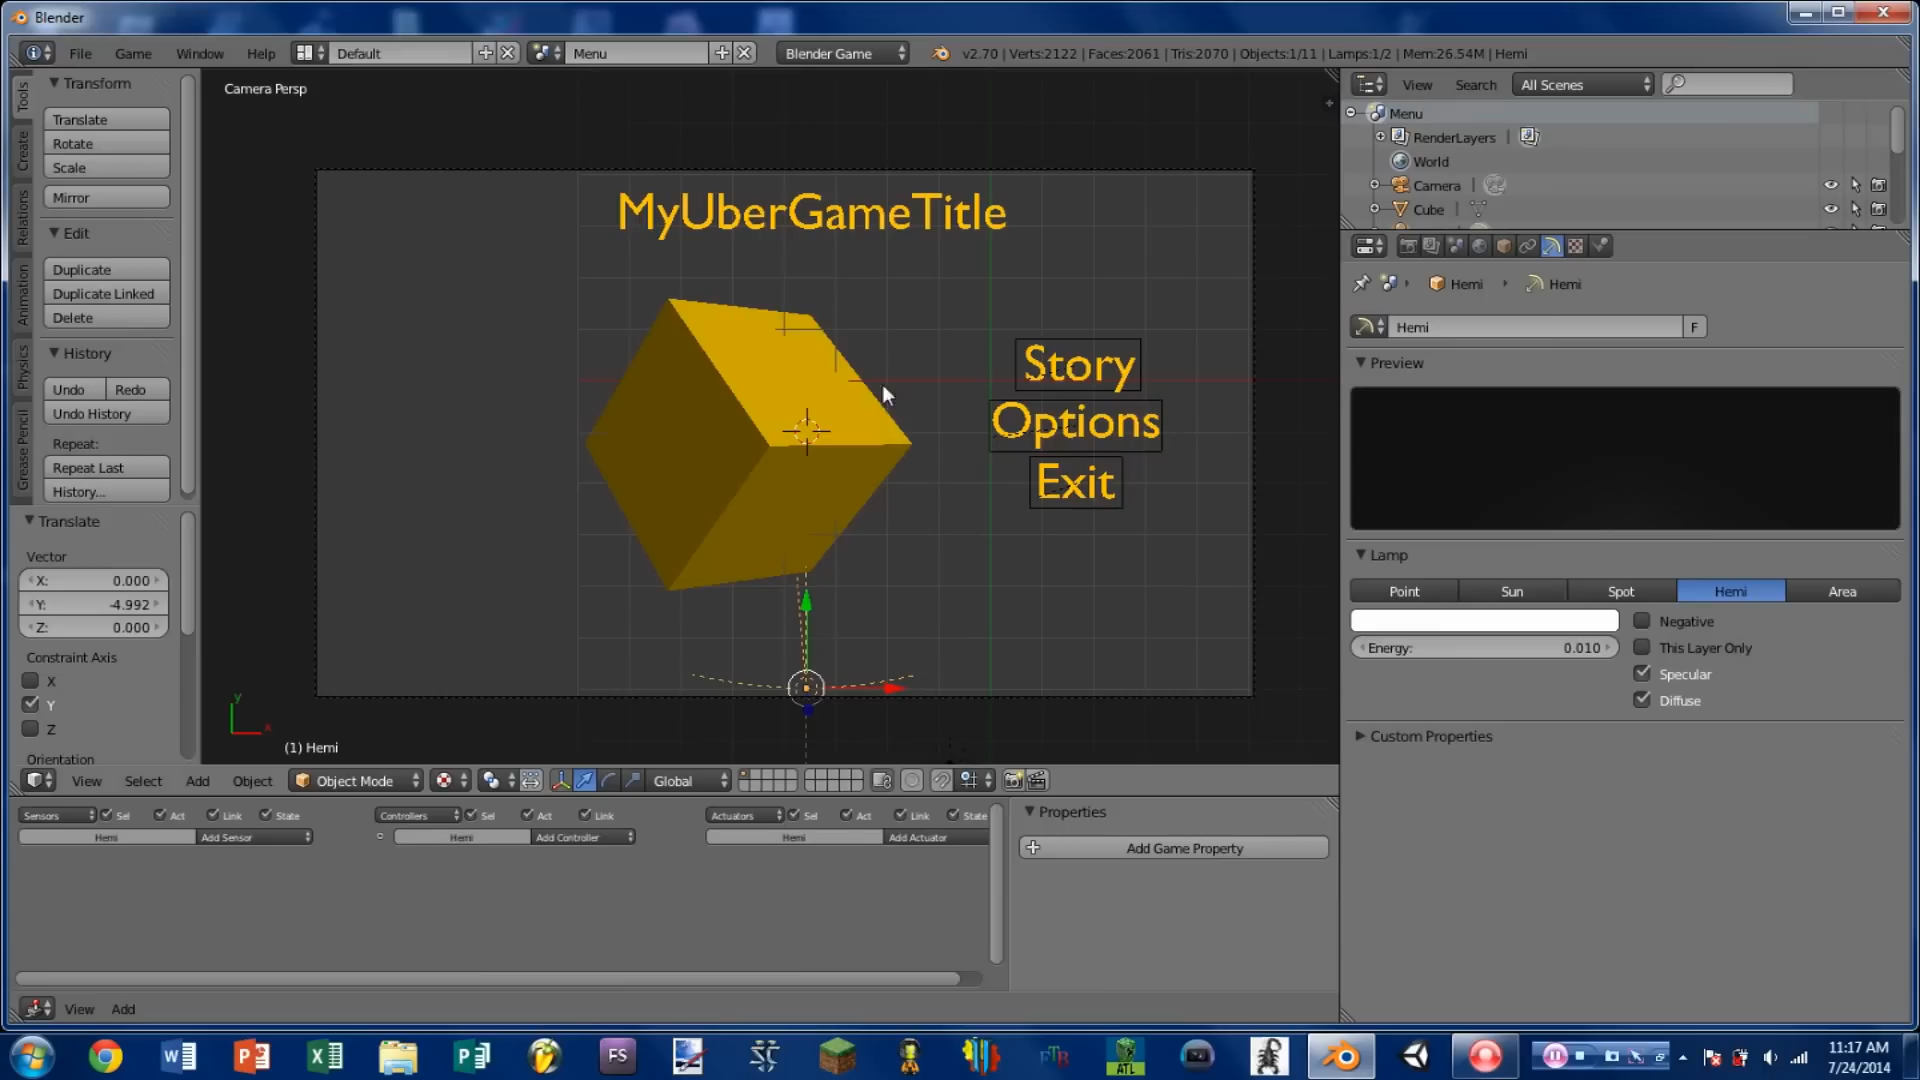 Blender
File Game Window Help Default Menu Blender Game v2.70 | Verts:2122 | Faces:2061 | Tris:2070 | Objects:1/11 | Lamps:1/2 | Mem:26.54M | Hemi
Tools
Create
Relations
Animation
Physics
Grease Pencil
Transform
Translate
Rotate
Scale
Mirror
Edit
Duplicate
Duplicate Linked
Delete
History
Undo Redo
Undo History
Repeat:
Repeat Last
History...
Translate
Vector
X: 0.000
Y: -4.992
Z: 0.000
Constraint Axis
X
Y
Z
Orientation
Camera Persp
MyUberGameTitle
Story
Options
Exit
y
x
(1) Hemi
View Select Add Object Object Mode Global
Sensors Sel Act Link State Controllers Sel Act Link Actuators Sel Act Link State
Hemi Add Sensor Hemi Add Controller Hemi Add Actuator
Properties
Add Game Property
View Add
View Search All Scenes
Menu
RenderLayers |
World
Camera |
Cube |
Hemi Hemi
Hemi F
Preview
Lamp
Point Sun Spot Hemi Area
Negative
Energy: 0.010 This Layer Only
Specular
Diffuse
Custom Properties
FS
FTR
ATL
11:17 AM
7/24/2014